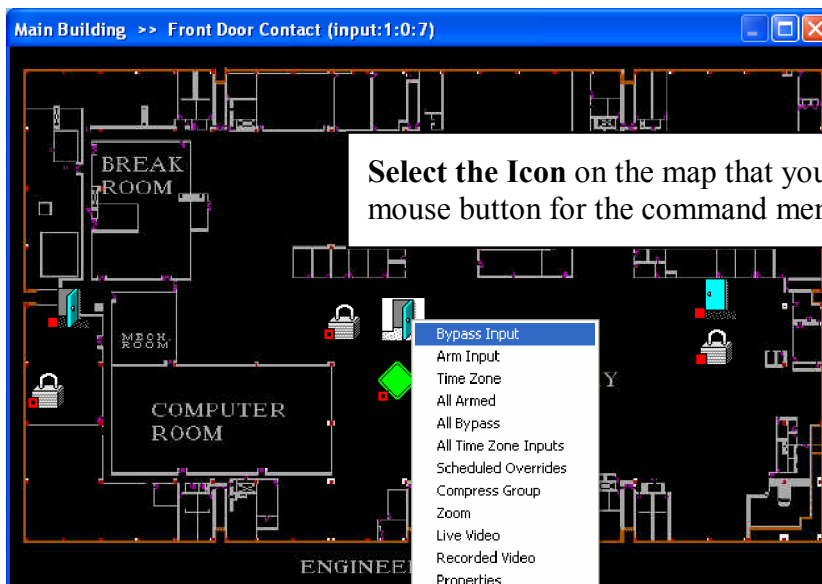 Main Building >> Front Door Contact (input:1:0:7)
BREAK
ROOM
Select the Icon on the map that you
mouse button for the command
MECH.
ROOM
COMPUTER
ROOM
Bypass Input
Arm Input
Time Zone
All Armed
All Bypass
All Time Zone Inputs
Scheduled Overrides
Compress Group
Zoom
Live Video
Recorded Video
Properties